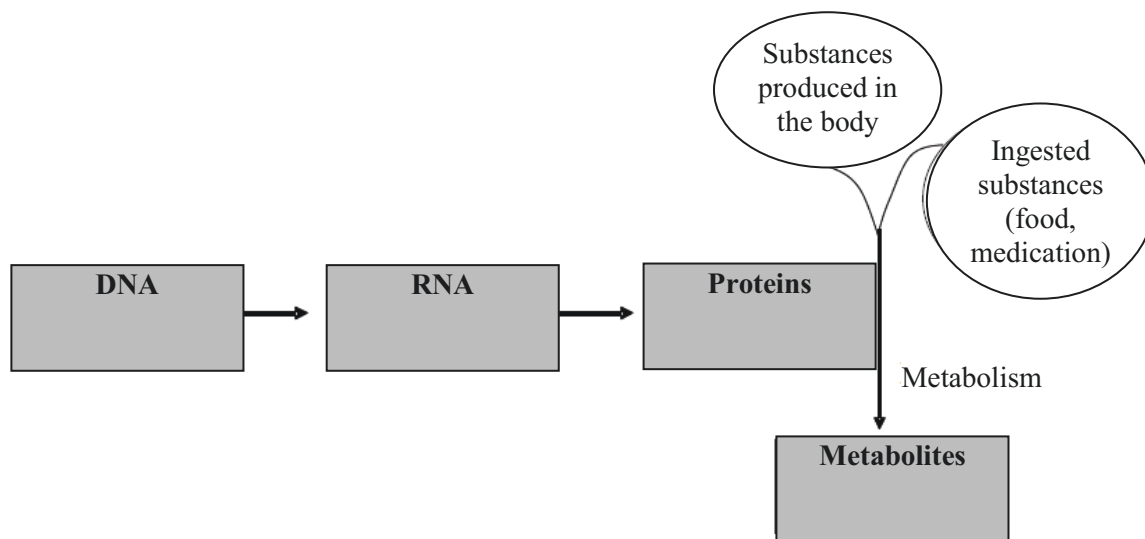 Substances
produced in
the body
Ingested
substances
(food,
medication)
DNA
RNA
Proteins
Metabolism
Metabolites